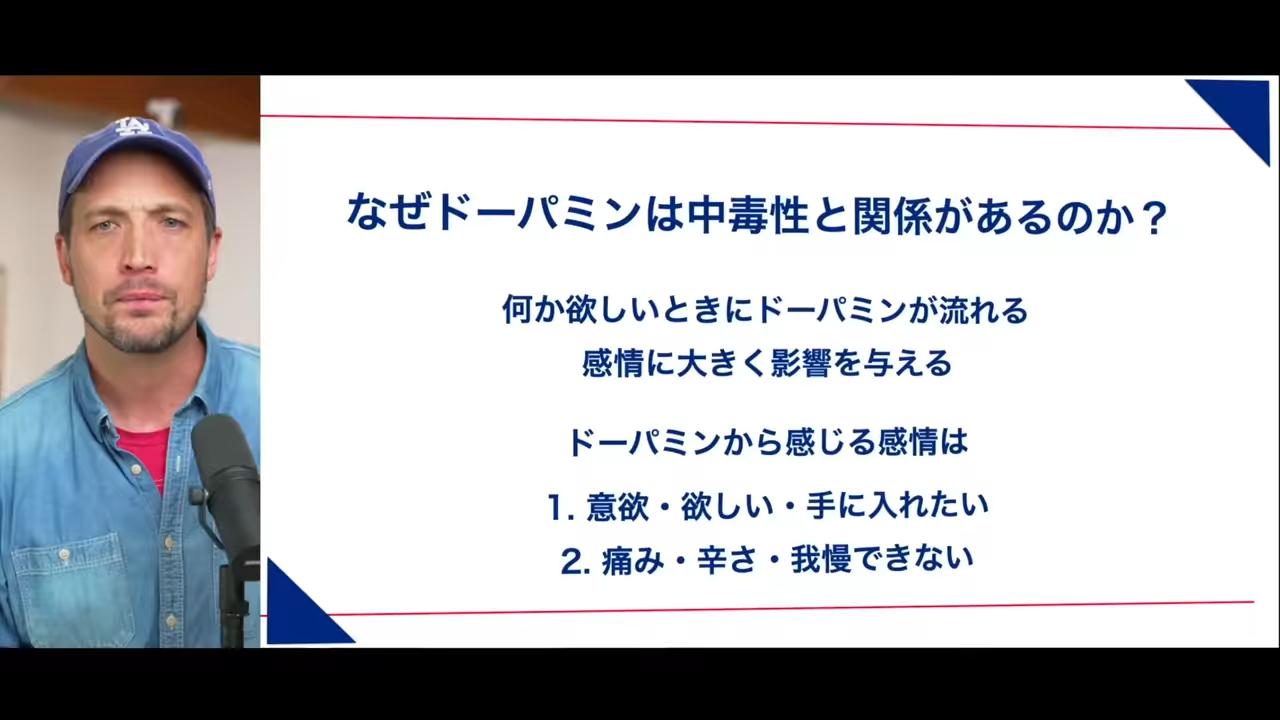 LA
なぜドーパミンは中毒性と関係があるのか？
何か欲しいときにドーパミンが流れる
感情に大きく影響を与える
ドーパミンから感じる感情は
1. 意欲・欲しい・手に入れたい
2. 痛み・辛さ・我慢できない